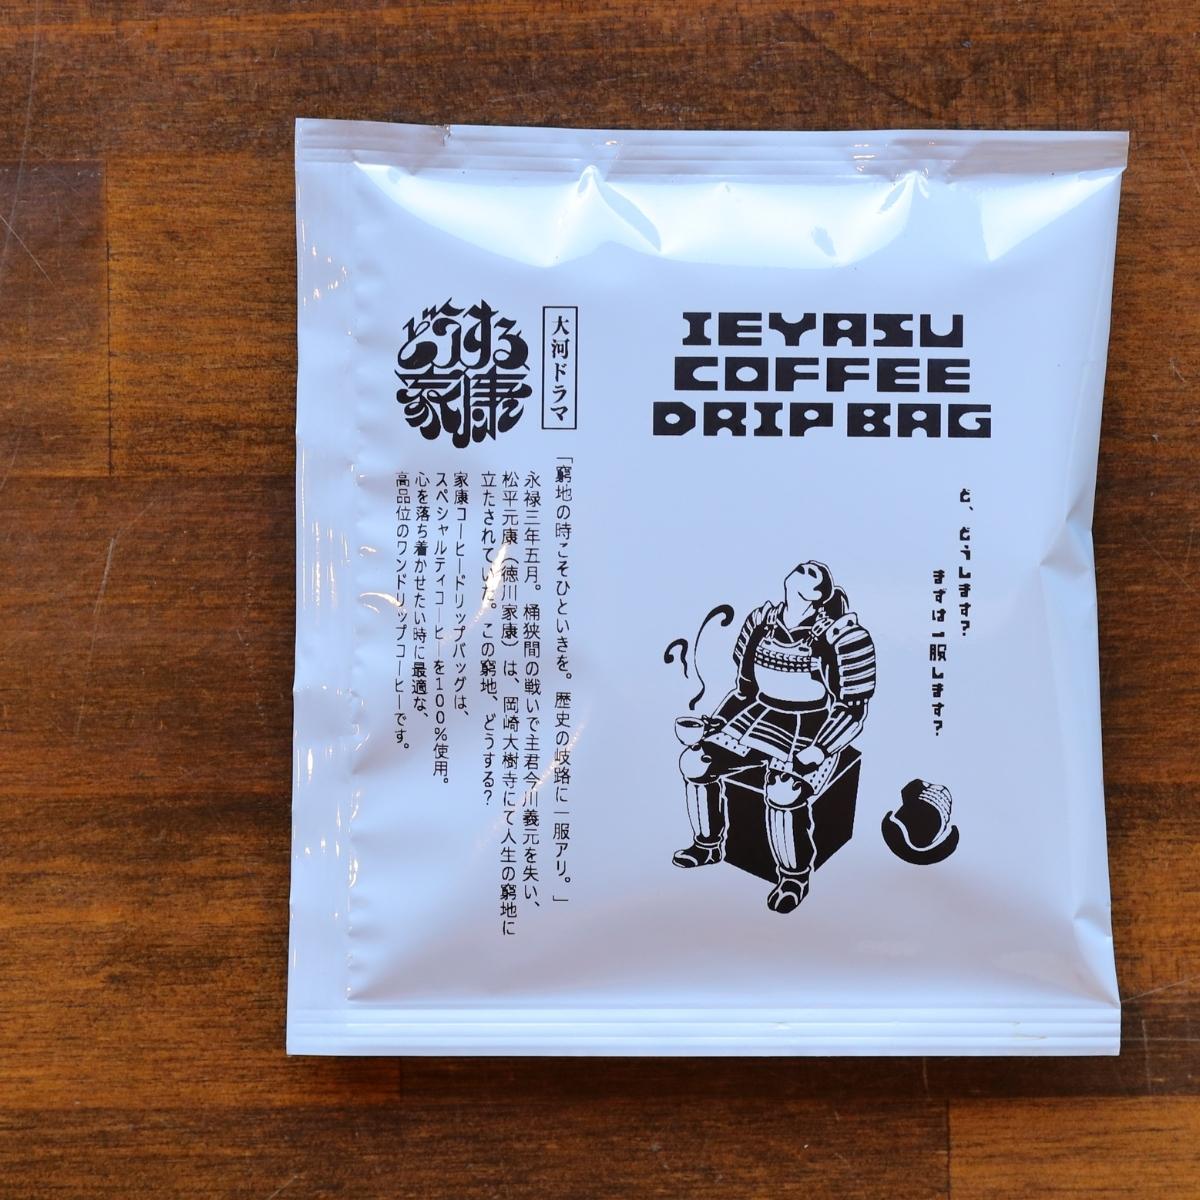 IEYASU
COFFEE
DRIP BAG
ど、どうします?
まずは一服します?
大河ドラマ
どうする
家康
「窮地の時こそひといきを。歴史の岐路に一服アリ。」
永禄三年五月。桶狭間の戦いで主君今川義元を失い、
松平元康（徳川家康）は、岡崎大樹寺にて人生の窮地に
立たされていた。この窮地、どうする?
家康コーヒードリップバッグは、
スペシャルティコーヒーを100%使用。
心を落ち着かせたい時に最適な、
高品位のワンドリップコーヒーです。